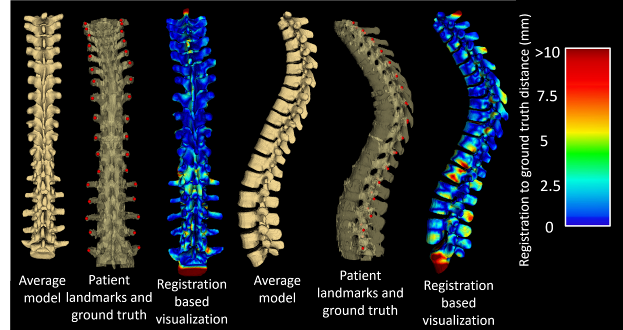 Average
model
Patient
landmarks and
ground truth
Registration
based
visualization
Average
model
Patient
landmarks and
ground truth
Registration
based
visualization
Registration to ground truth distance (mm)
>10
7.5
5
2.5
0